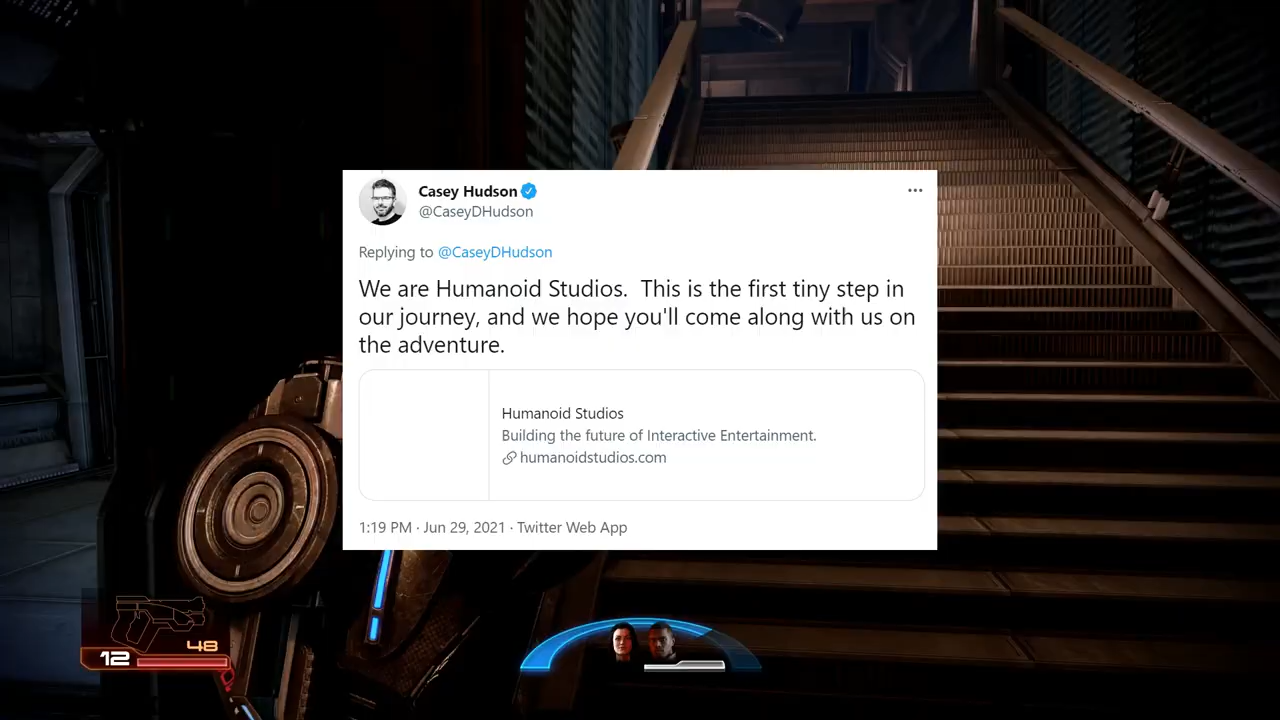 Casey Hudson
@CaseyDHudson
Replying to @CaseyDHudson
We are Humanoid Studios.  This is the first tiny step in
our journey, and we hope you'll come along with us on
the adventure.
Humanoid Studios
Building the future of Interactive Entertainment.
humanoidstudios.com
1:19 PM · Jun 29, 2021 · Twitter Web App
48
12